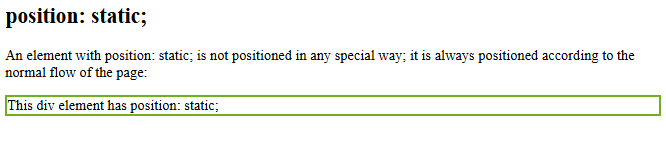 position: static;
An element with position: static; is not positioned in any special way; it is always positioned according to the
normal flow of the page:
This div element has position: static;